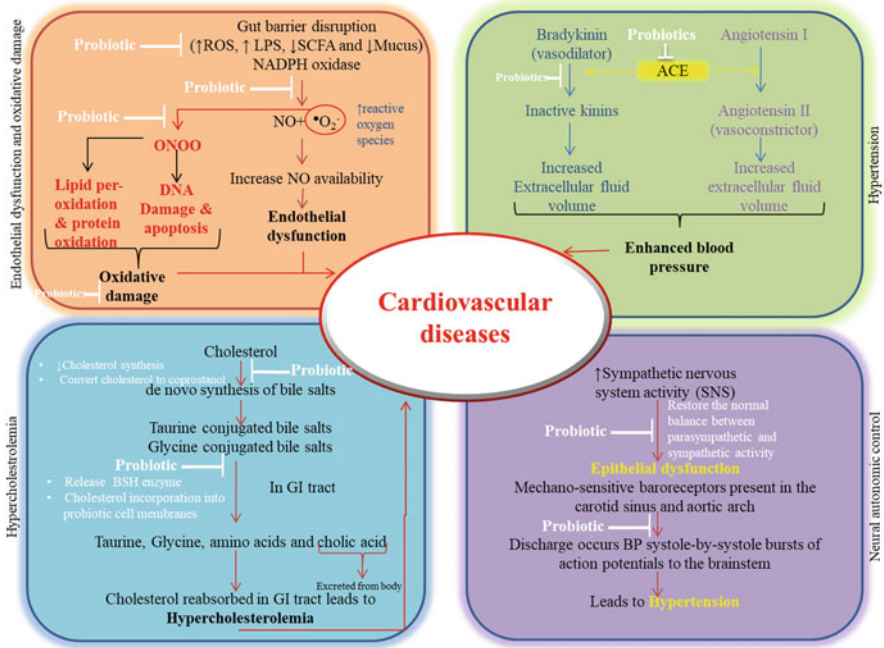 Endothelial dysfunction and oxidative damage
Gut barrier disruption
Probiotic
(↑ROS, ↑ LPS, ↓SCFA and ↓Mucus)
NADPH oxidase
Probiotic
Probiotic
NO+ •O₂⁻
↑reactive
oxygen
species
ONOO
Lipid per-
oxidation
& protein
oxidation
DNA
Damage &
apoptosis
Increase NO availability
Endothelial
dysfunction
Oxidative
damage
Probiotics
Hypertension
Bradykinin
(vasodilator)
Probiotics
Angiotensin I
ACE
Probiotics
Inactive kinins
Angiotensin II
(vasoconstrictor)
Increased
Extracellular fluid
volume
Increased
extracellular fluid
volume
Enhanced blood
pressure
Cardiovascular
diseases
Hypercholestrolemia
Cholesterol
• ↓Cholesterol synthesis
• Convert cholesterol to coprostanol
Probiotic
de novo synthesis of bile salts
Taurine conjugated bile salts
Glycine conjugated bile salts
Probiotic
• Release BSH enzyme
• Cholesterol incorporation into
probiotic cell membranes
In GI tract
Taurine, Glycine, amino acids and cholic acid
Excreted from body
Cholesterol reabsorbed in GI tract leads to
Hypercholesterolemia
Neural autonomic control
↑Sympathetic nervous
system activity (SNS)
Probiotic
Restore the normal
balance between
parasympathetic and
sympathetic activity
Epithelial dysfunction
Mechano-sensitive baroreceptors present in the
carotid sinus and aortic arch
Probiotic
Discharge occurs BP systole-by-systole bursts of
action potentials to the brainstem
Leads to Hypertension